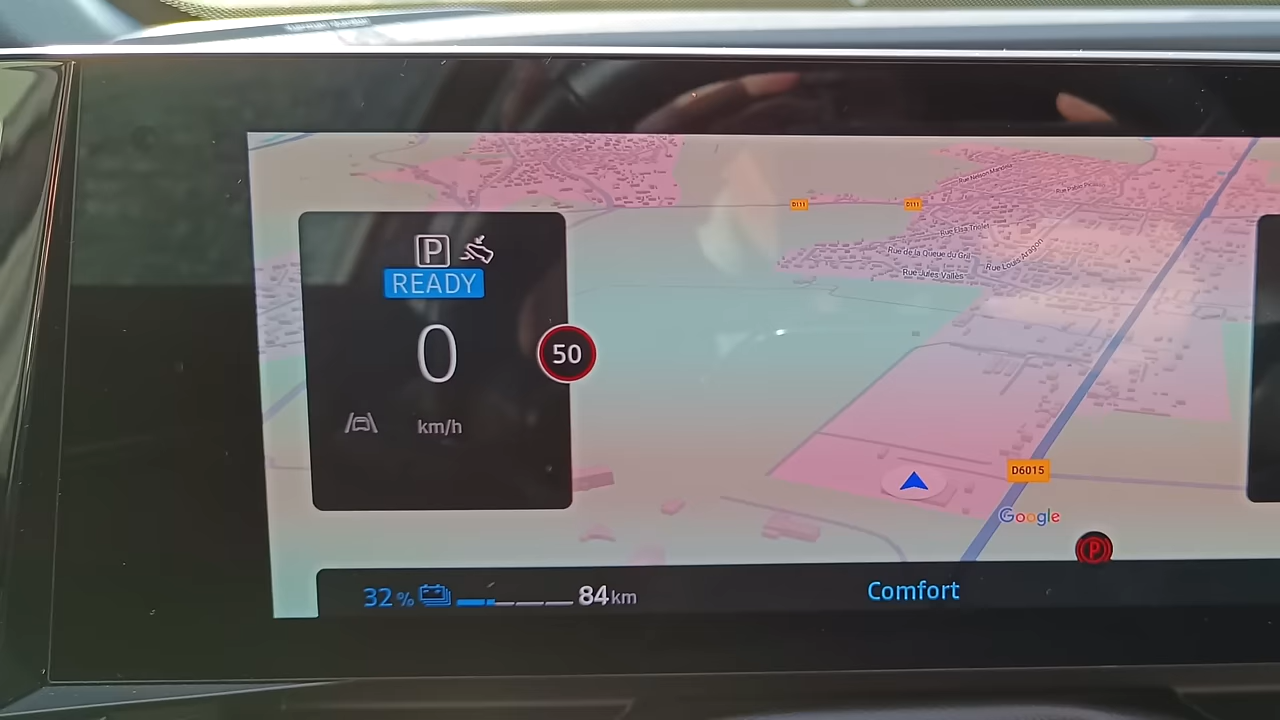 D111
D111
Rue Nelson Mandela
Rue Pablo Picasso
Rue Elsa Triolet
Rue de la Queue du Gril
Rue Louis Aragon
Rue Jules Vallès
P
READY
0
50
km/h
D6015
Google
P
32 %
84 km
Comfort